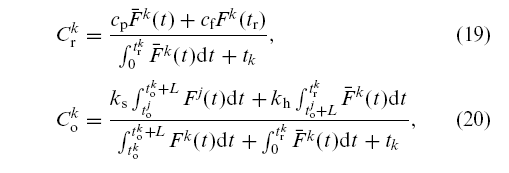 C_r^k = \frac{c_p \bar{F}^k(t) + c_f F^k(t_r)}{\int_0^{t_r^k} \bar{F}^k(t)dt + t_k}, (19)
C_o^k = \frac{k_s \int_{t_o^j}^{t_o^k+L} F^j(t)dt + k_h \int_{t_o^j+L}^{t_r^k} \bar{F}^k(t)dt}{\int_{t_o^k}^{t_o^k+L} F^k(t)dt + \int_0^{t_r^k} \bar{F}^k(t)dt + t_k}, (20)